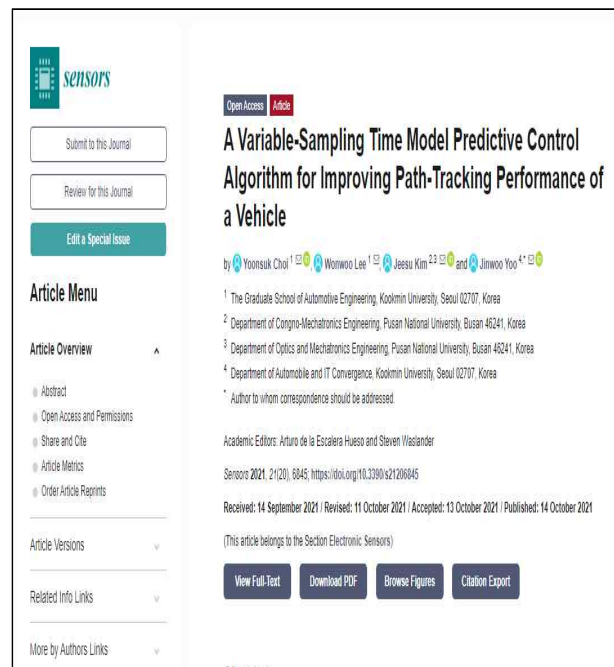 sensors
Submit to this Journal
Review for this Journal
Edit a Special Issue
Article Menu
Article Overview
Abstract
Open Access and Permissions
Share and Cite
Article Metrics
Order Article Reprints
Article Versions
Related Info Links
More by Authors Links
Open Access Article
A Variable-Sampling Time Model Predictive Control
Algorithm for Improving Path-Tracking Performance of
a Vehicle
by Yoonsuk Choi 1, Wonwoo Lee 1, Jeesu Kim 2,3 and Jinwoo Yoo 4,*
1 The Graduate School of Automotive Engineering, Kookmin University, Seoul 02707, Korea
2 Department of Congno-Mechatronics Engineering, Pusan National University, Busan 46241, Korea
3 Department of Optics and Mechatronics Engineering, Pusan National University, Busan 46241, Korea
4 Department of Automobile and IT Convergence, Kookmin University, Seoul 02707, Korea
* Author to whom correspondence should be addressed.
Academic Editors: Arturo de la Escalera Hueso and Steven Waslander
Sensors 2021, 21(20), 6845; https://doi.org/10.3390/s21206845
Received: 14 September 2021 / Revised: 11 October 2021 / Accepted: 13 October 2021 / Published: 14 October 2021
(This article belongs to the Section Electronic Sensors)
View Full-Text Download PDF Browse Figures Citation Export